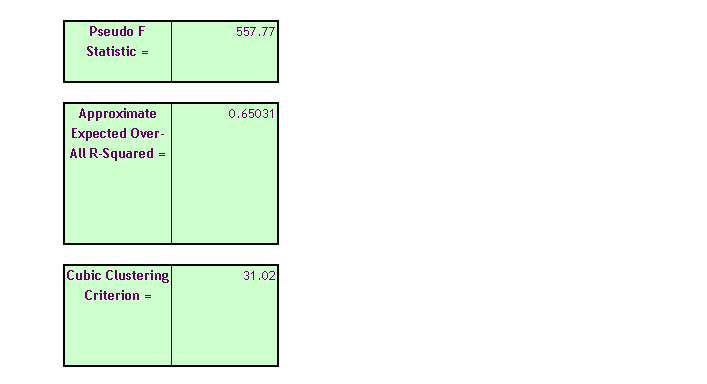 Pseudo F 557.77
Statistic =
Approximate 0.65031
Expected Over-
All R-Squared =
Cubic Clustering 31.02
Criterion =